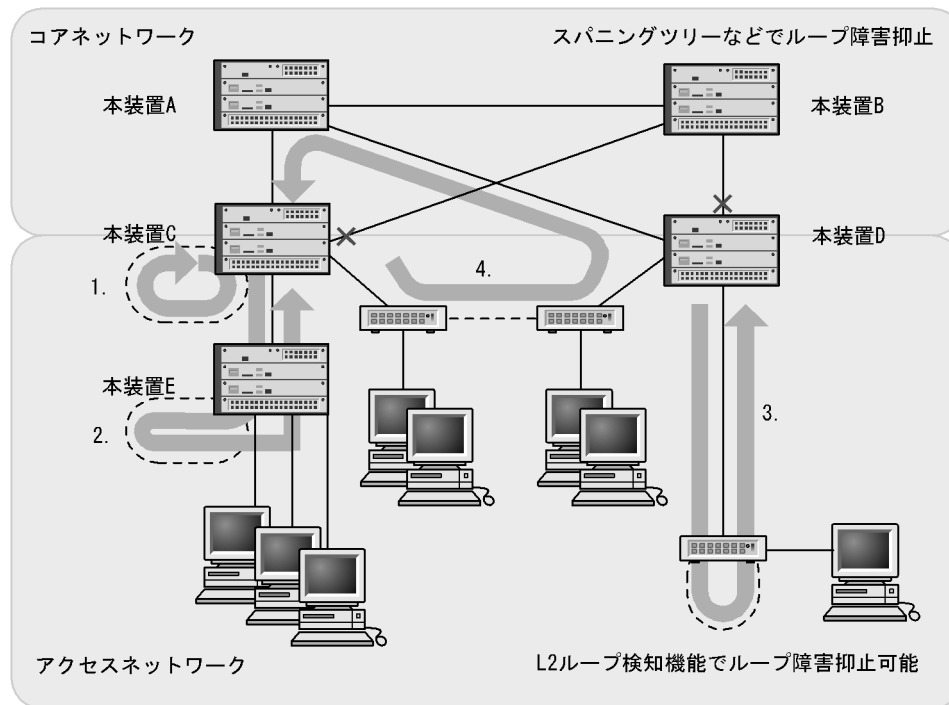 コアネットワーク
スパニングツリーなどでループ障害抑止
本装置A
本装置B
本装置C
本装置D
1.
4.
本装置E
2.
3.
アクセスネットワーク
L2ループ検知機能でループ障害抑止可能